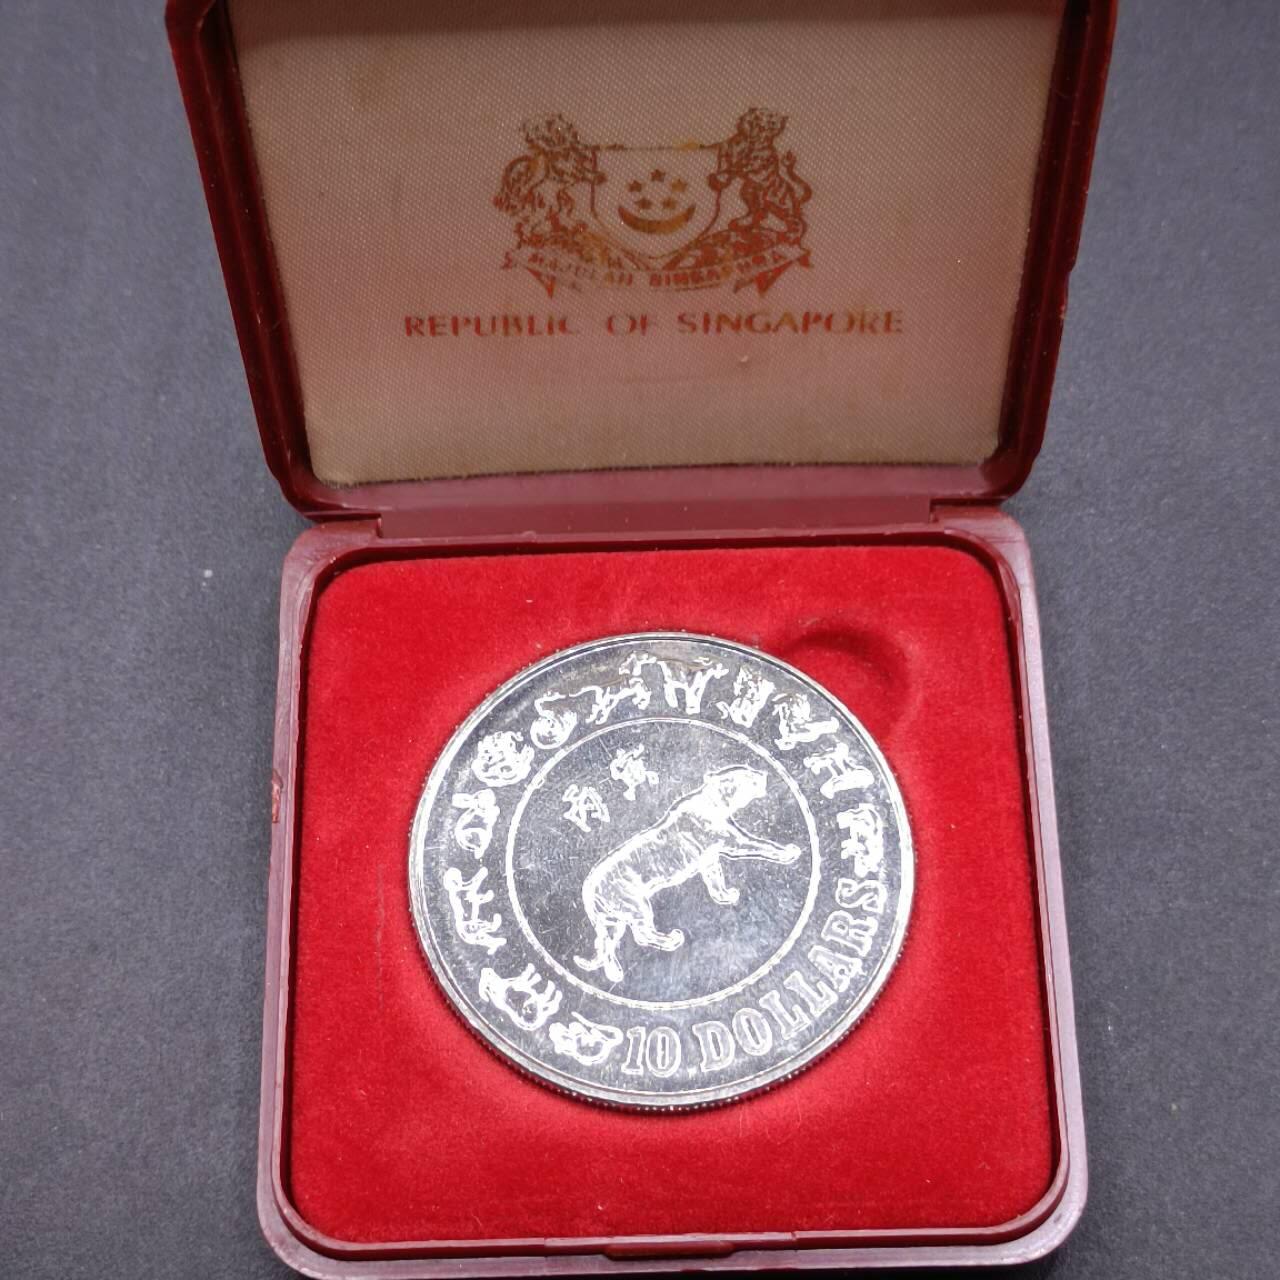 MAJULAH SINGAPURA
REPUBLIC OF SINGAPORE
丙寅
10 DOLLARS